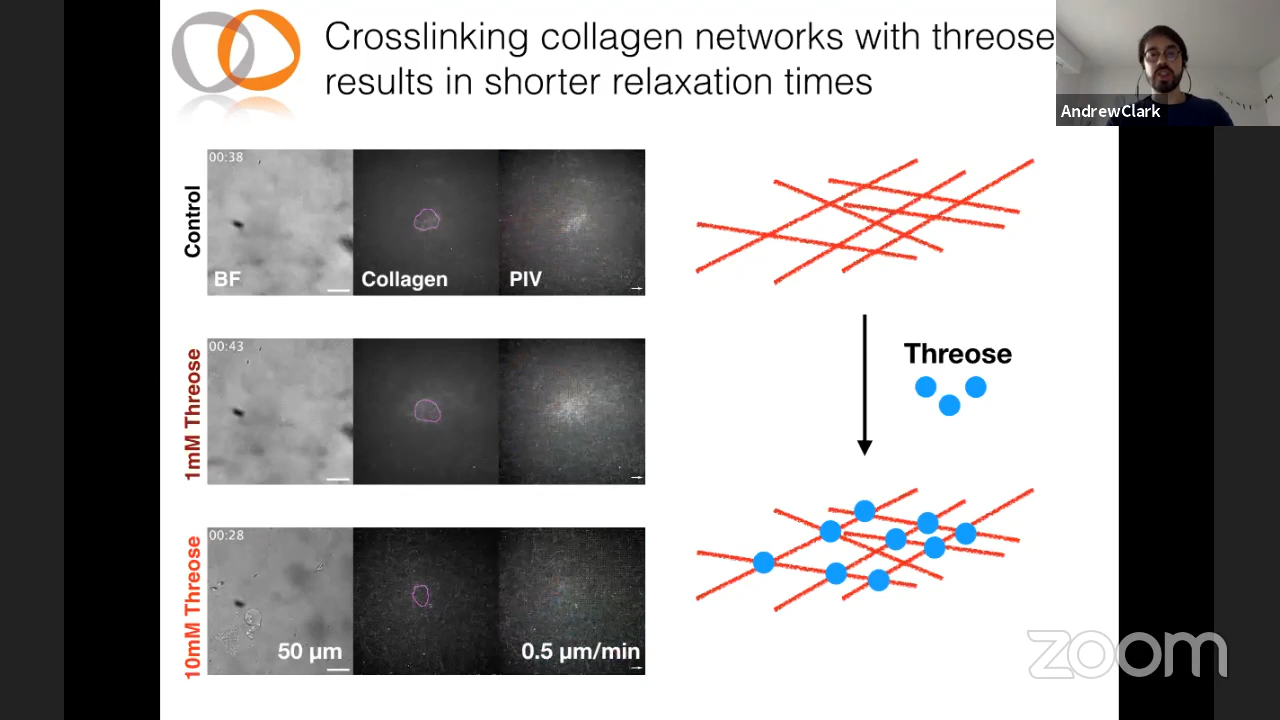 Crosslinking collagen networks with threose
results in shorter relaxation times
AndrewClark
Control
00:38
BF
Collagen
PIV
1mM Threose
00:43
10mM Threose
00:28
50 µm
0.5 µm/min
Threose
zoom